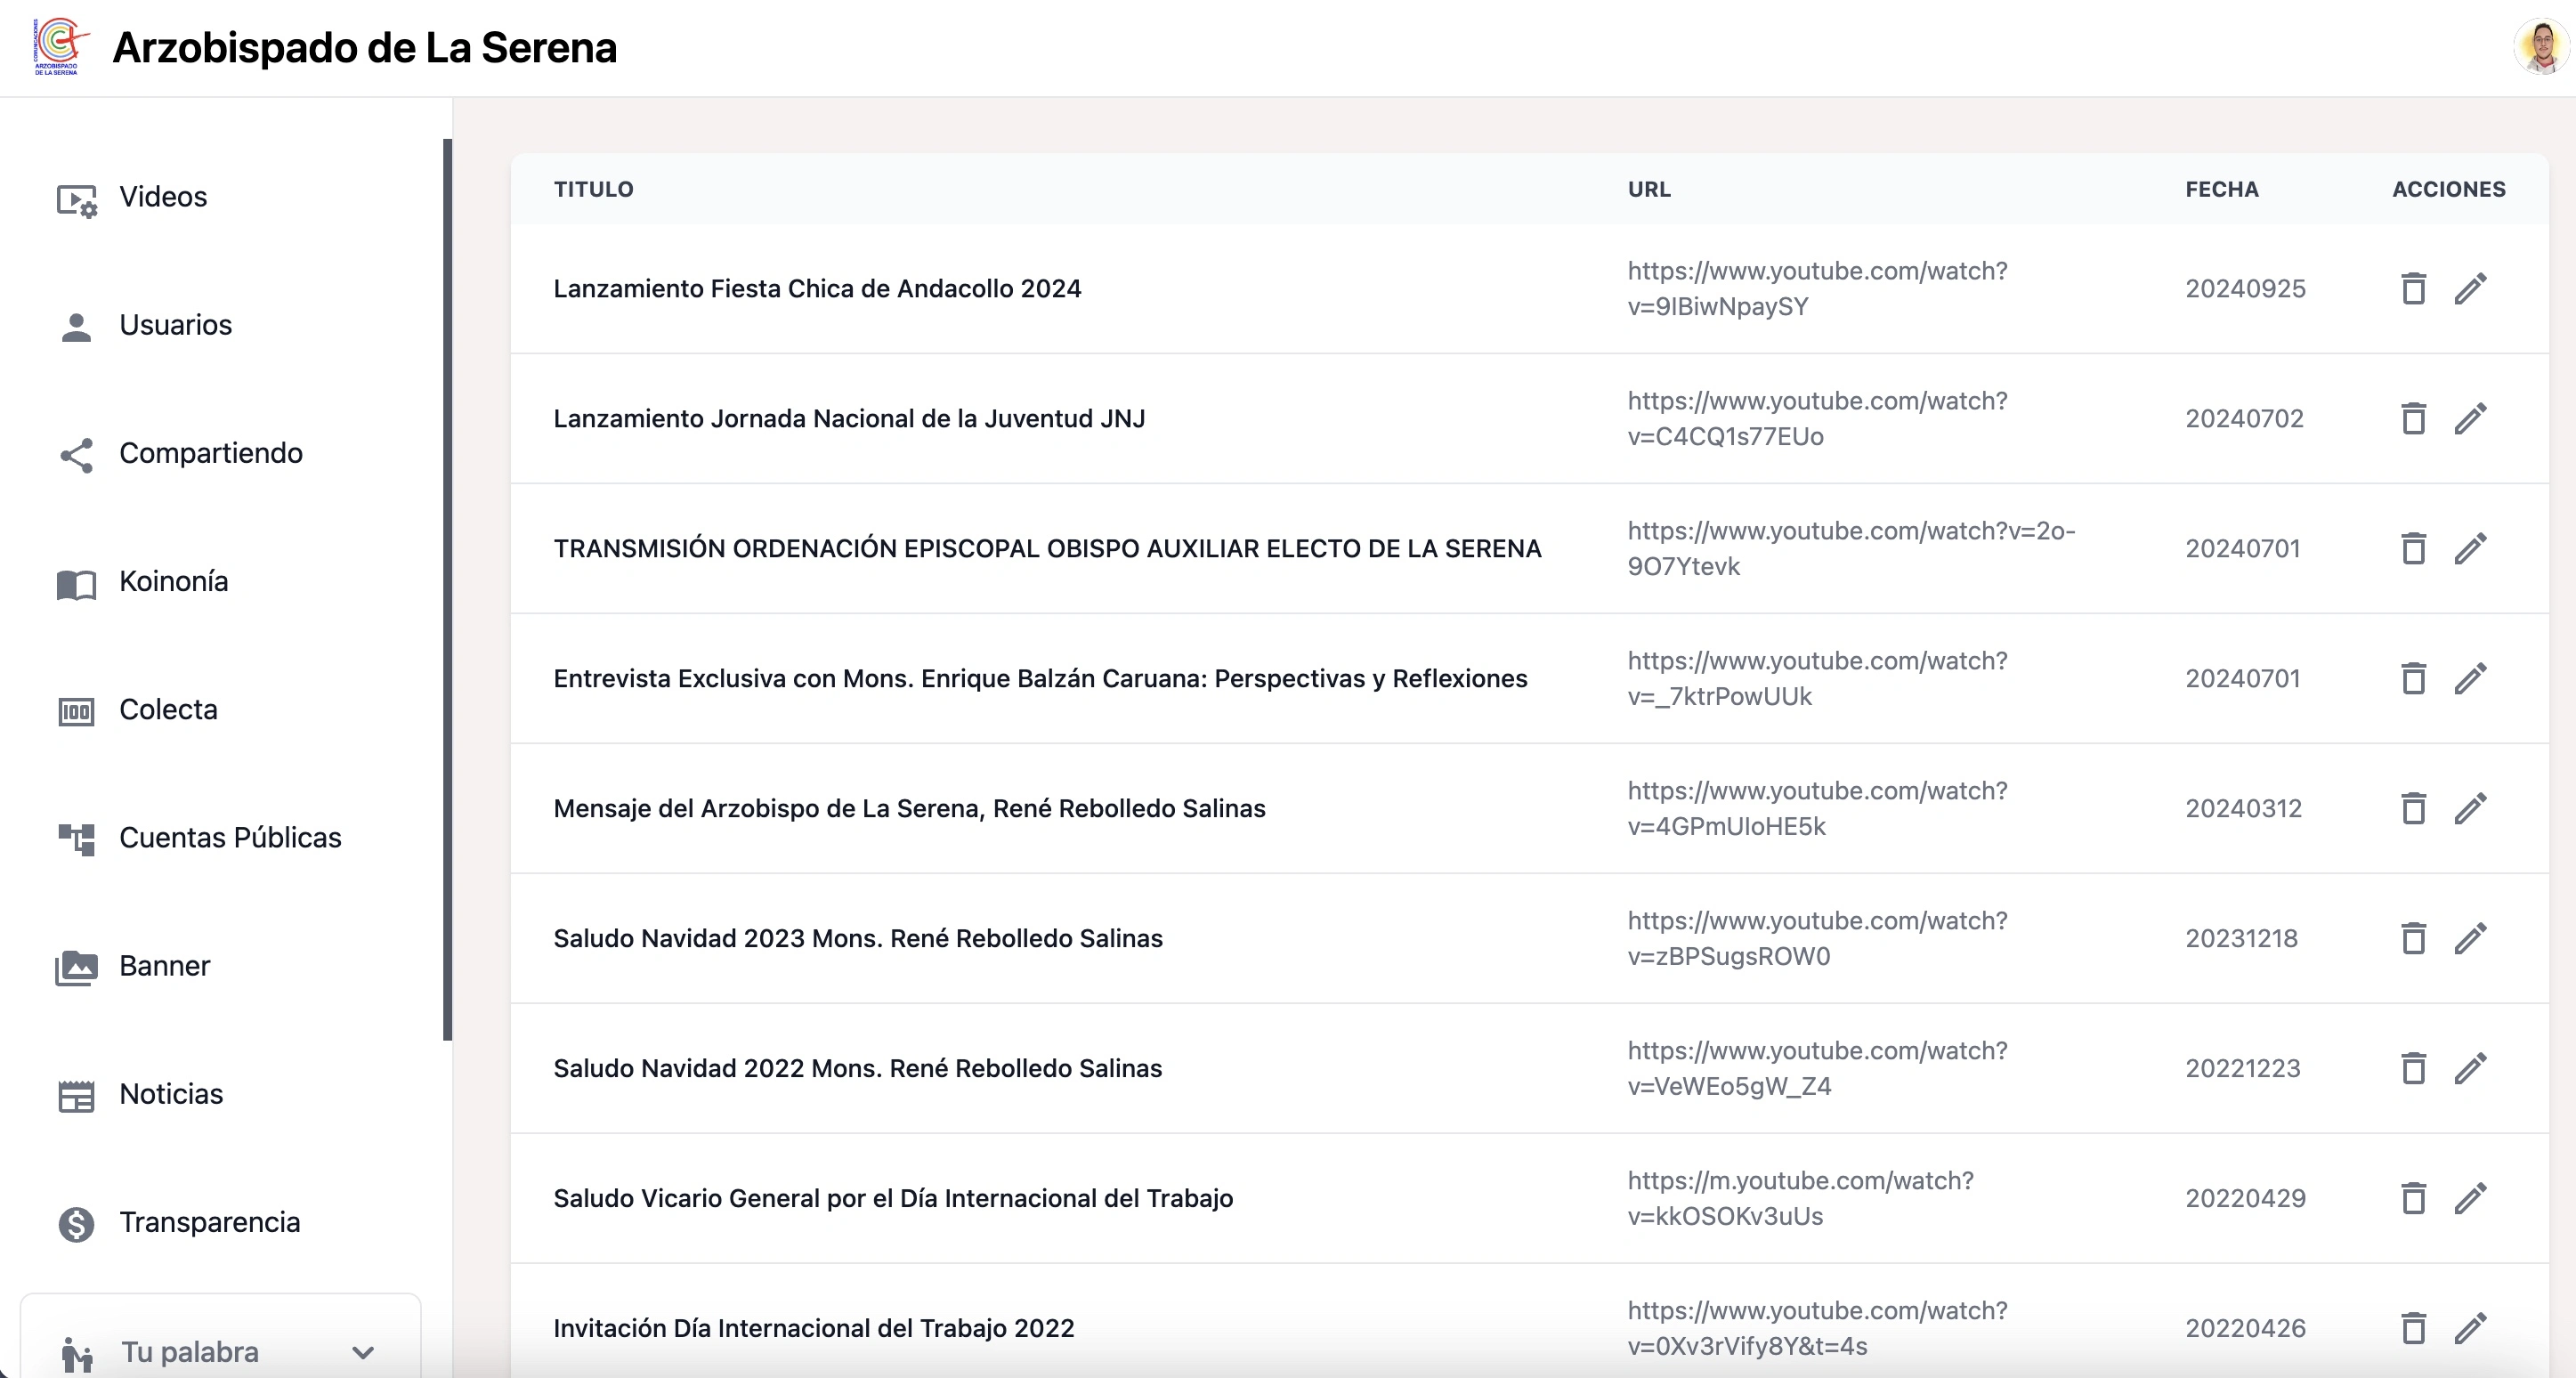 COMUNICACIONES
ARZOBISPADO
DE LA SERENA
Arzobispado de La Serena
Videos
Usuarios
Compartiendo
Koinonía
Colecta
Cuentas Públicas
Banner
Noticias
Transparencia
Tu palabra
TITULO URL FECHA ACCIONES
Lanzamiento Fiesta Chica de Andacollo 2024
https://www.youtube.com/watch?
v=9IBiwNpaySY
20240925
Lanzamiento Jornada Nacional de la Juventud JNJ
https://www.youtube.com/watch?
v=C4CQ1s77EUo
20240702
TRANSMISIÓN ORDENACIÓN EPISCOPAL OBISPO AUXILIAR ELECTO DE LA SERENA
https://www.youtube.com/watch?v=2o-
9O7Ytevk
20240701
Entrevista Exclusiva con Mons. Enrique Balzán Caruana: Perspectivas y Reflexiones
https://www.youtube.com/watch?
v=_7ktrPowUUk
20240701
Mensaje del Arzobispo de La Serena, René Rebolledo Salinas
https://www.youtube.com/watch?
v=4GPmUIoHE5k
20240312
Saludo Navidad 2023 Mons. René Rebolledo Salinas
https://www.youtube.com/watch?
v=zBPSugsROW0
20231218
Saludo Navidad 2022 Mons. René Rebolledo Salinas
https://www.youtube.com/watch?
v=VeWEo5gW_Z4
20221223
Saludo Vicario General por el Día Internacional del Trabajo
https://m.youtube.com/watch?
v=kkOSOKv3uUs
20220429
Invitación Día Internacional del Trabajo 2022
https://www.youtube.com/watch?
v=0Xv3rVify8Y&t=4s
20220426